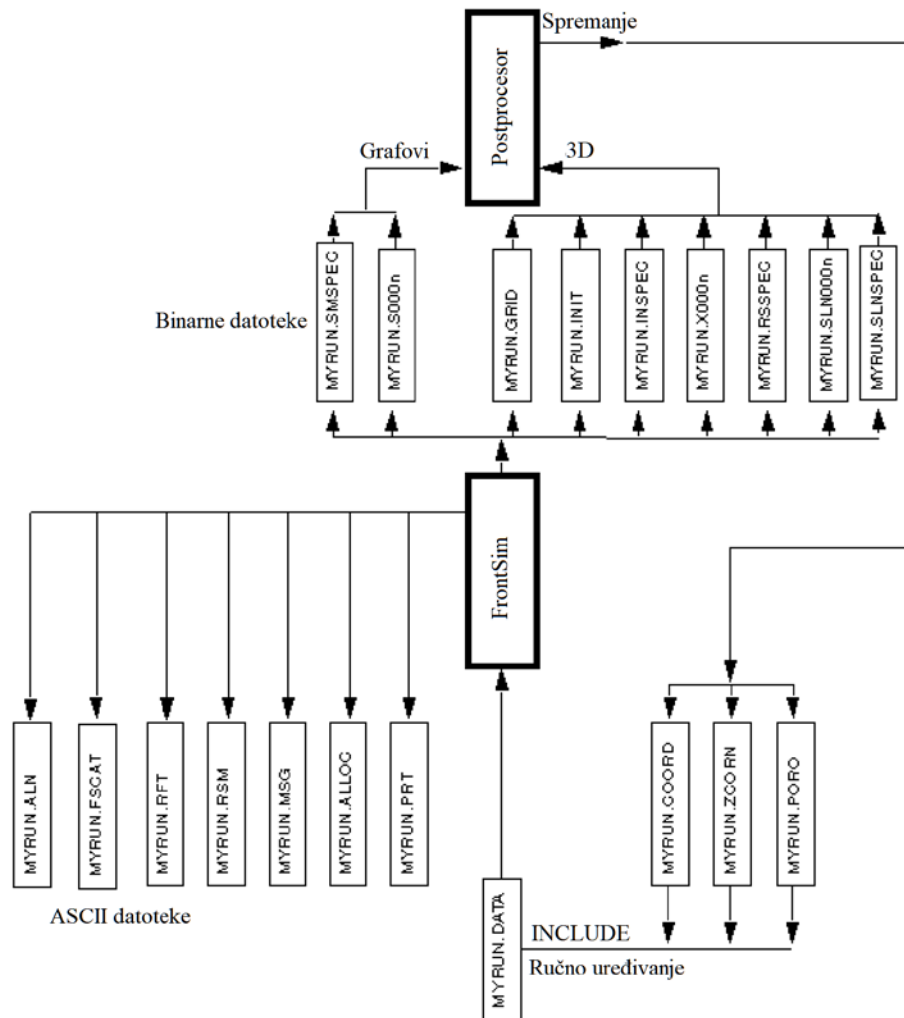 Spremanje
Postprocesor
Grafovi
3D
Binarne datoteke
MYRUN.SMSPEC
MYRUN.S000n
MYRUN.GRID
MYRUN.INIT
MYRUN.INSPEC
MYRUN.X000n
MYRUN.RSSPEC
MYRUN.SLN000n
MYRUN.SLNSPEC
FrontSim
MYRUN.ALN
MYRUN.FSCAT
MYRUN.RFT
MYRUN.RSM
MYRUN.MSG
MYRUN.ALLOC
MYRUN.PRT
MYRUN.COORD
MYRUN.ZCORN
MYRUN.PORO
ASCII datoteke
MYRUN.DATA
INCLUDE
Ručno uređivanje